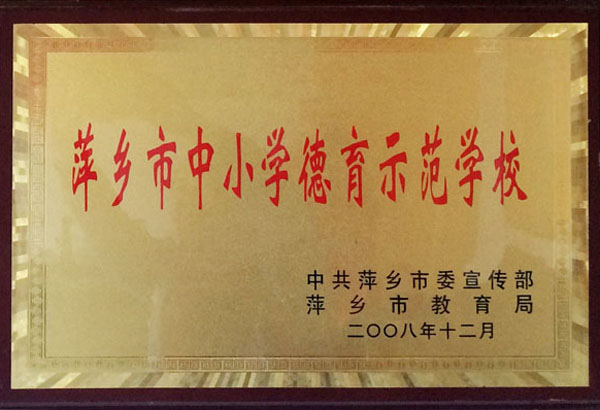 萍乡市中小学德育示范学校
中共萍乡市委宣传部
萍乡市教育局
二〇〇八年十二月